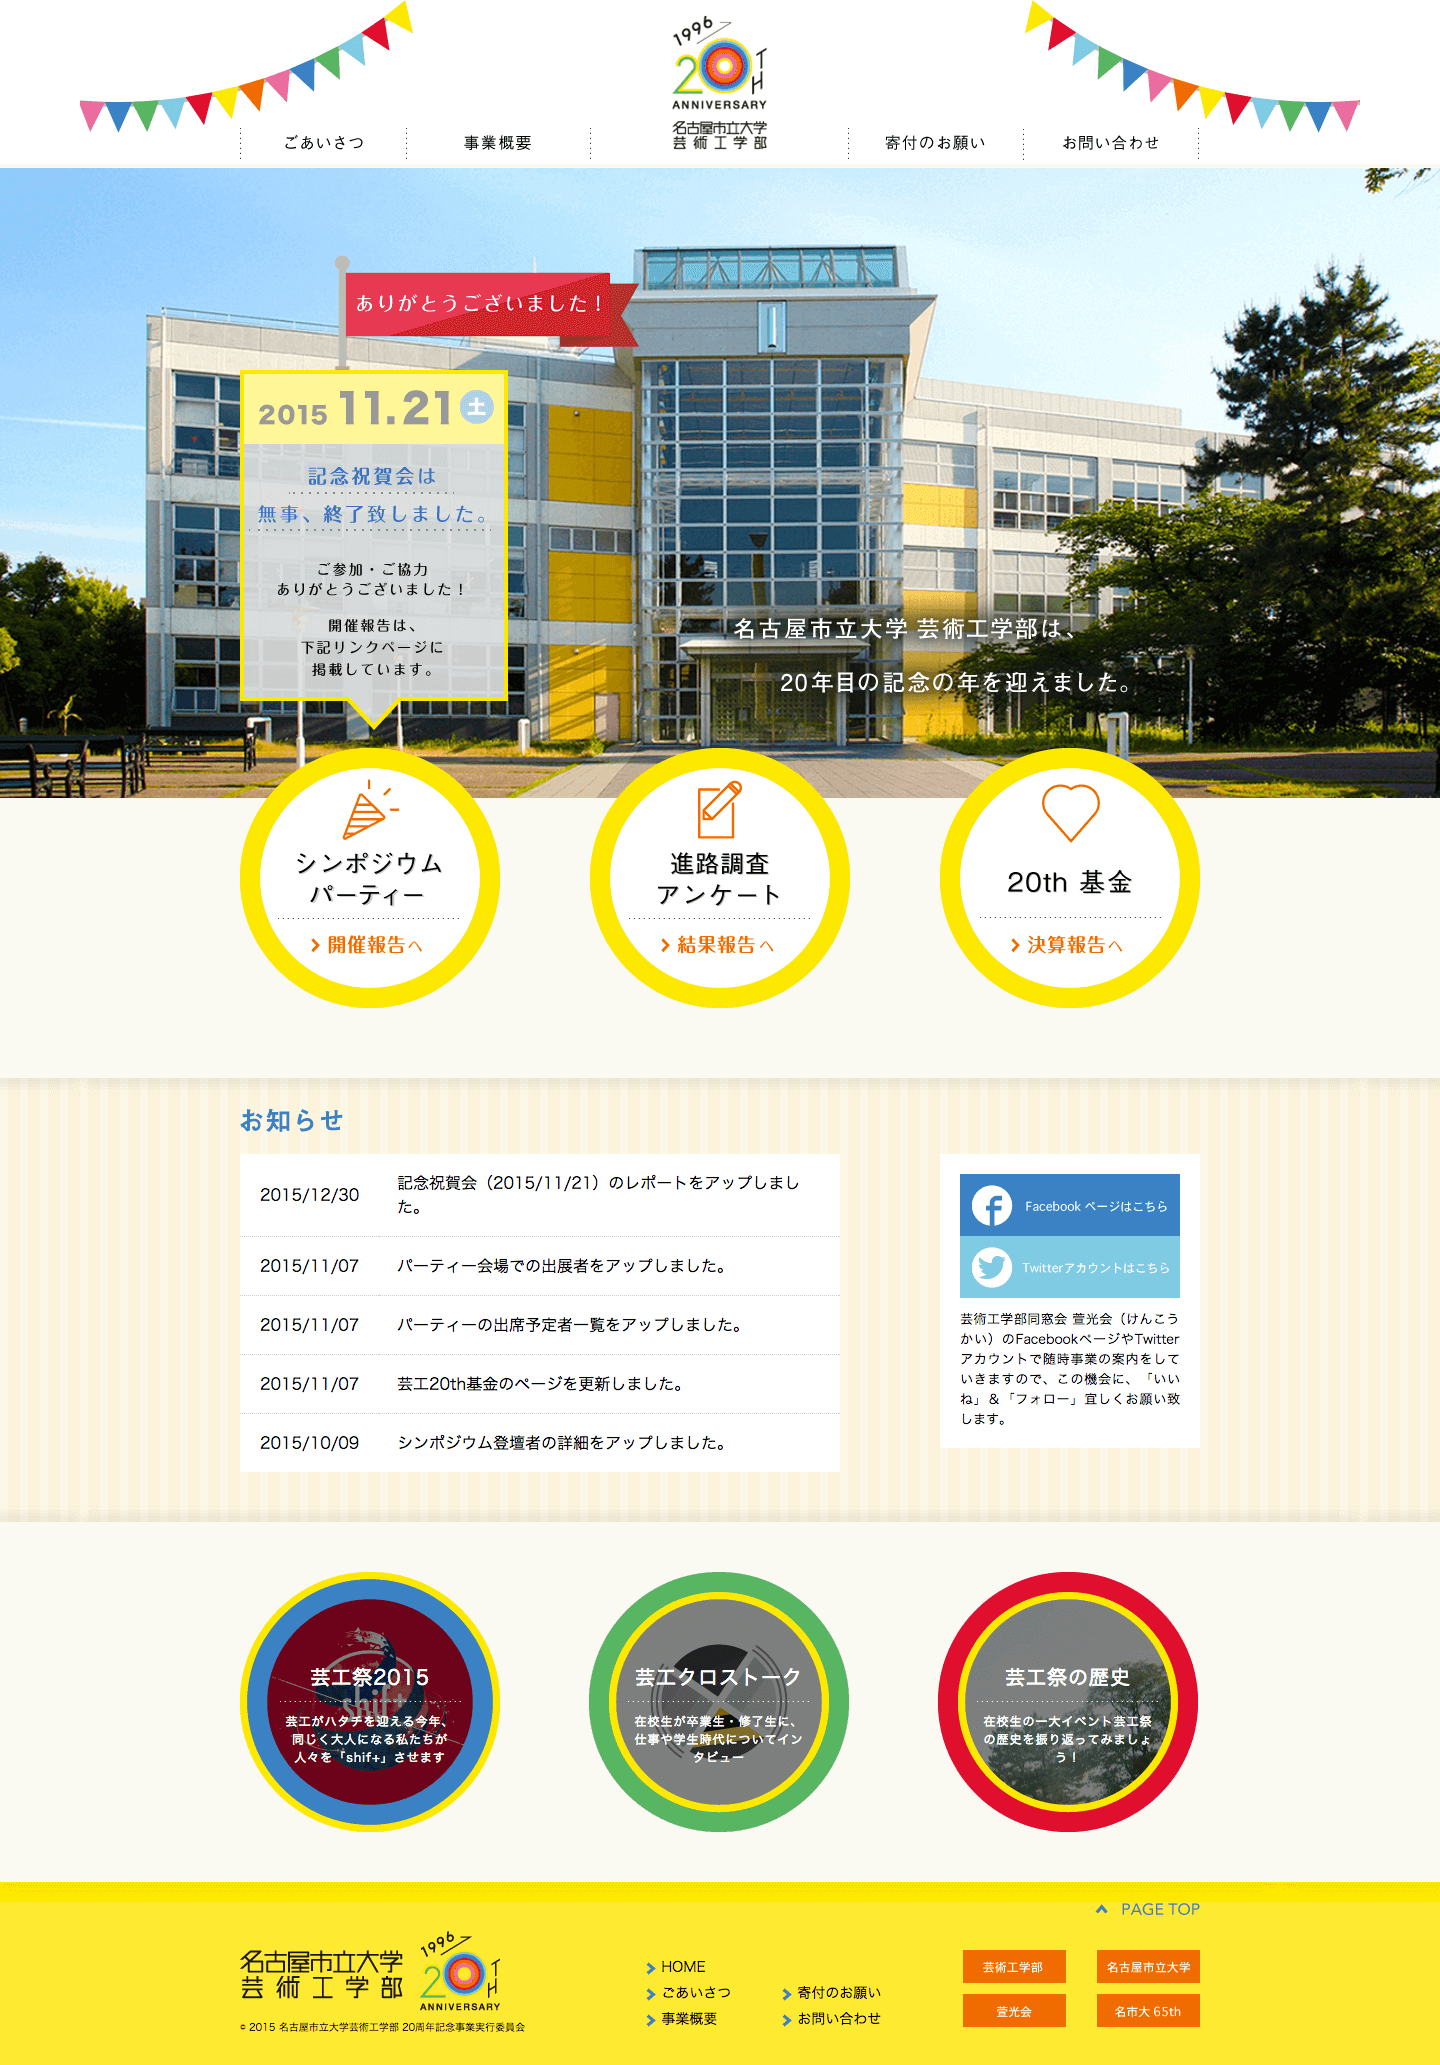 1996
20TH
ANNIVERSARY
名古屋市立大学
芸術工学部
ごあいさつ
事業概要
寄付のお願い
お問い合わせ
ありがとうございました！
2015 11.21 土
記念祝賀会は
無事、終了致しました。
ご参加・ご協力
ありがとうございました！
開催報告は、
下記リンクページに
掲載しています。
名古屋市立大学 芸術工学部は、
20年目の記念の年を迎えました。
シンポジウム
パーティー
開催報告へ
進路調査
アンケート
結果報告へ
20th 基金
決算報告へ
お知らせ
2015/12/30 記念祝賀会（2015/11/21）のレポートをアップしまし
た。
2015/11/07 パーティー会場での出展者をアップしました。
2015/11/07 パーティーの出席予定者一覧をアップしました。
2015/11/07 芸工20th基金のページを更新しました。
2015/10/09 シンポジウム登壇者の詳細をアップしました。
Facebook ページはこちら
Twitterアカウントはこちら
芸術工学部同窓会 萱光会（けんこう
かい）のFacebookページやTwitter
アカウントで随時事業の案内をして
いきますので、この機会に、「いい
ね」＆「フォロー」宜しくお願い致
します。
shift
芸工祭2015
芸工がハタチを迎える今年、
同じく大人になる私たちが
人々を「shif+」させます
芸工クロストーク
在校生が卒業生・修了生に、
仕事や学生時代についてイン
タビュー
芸工祭の歴史
在校生の一大イベント芸工祭
の歴史を振り返ってみましょ
う！
PAGE TOP
名古屋市立大学
芸術工学部
1996
20TH
ANNIVERSARY
© 2015 名古屋市立大学芸術工学部 20周年記念事業実行委員会
HOME
ごあいさつ
事業概要
寄付のお願い
お問い合わせ
芸術工学部
名古屋市立大学
萱光会
名市大 65th